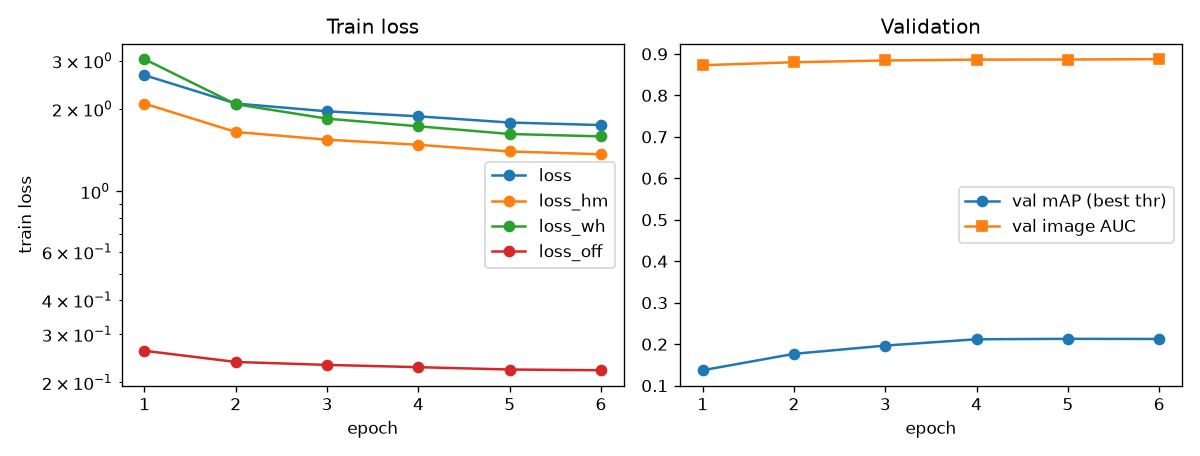 Train loss
3 × 10⁰
2 × 10⁰
10⁰
6 × 10⁻¹
4 × 10⁻¹
3 × 10⁻¹
2 × 10⁻¹
train loss
1 2 3 4 5 6
epoch
loss
loss_hm
loss_wh
loss_off
Validation
0.9
0.8
0.7
0.6
0.5
0.4
0.3
0.2
0.1
1 2 3 4 5 6
epoch
val mAP (best thr)
val image AUC